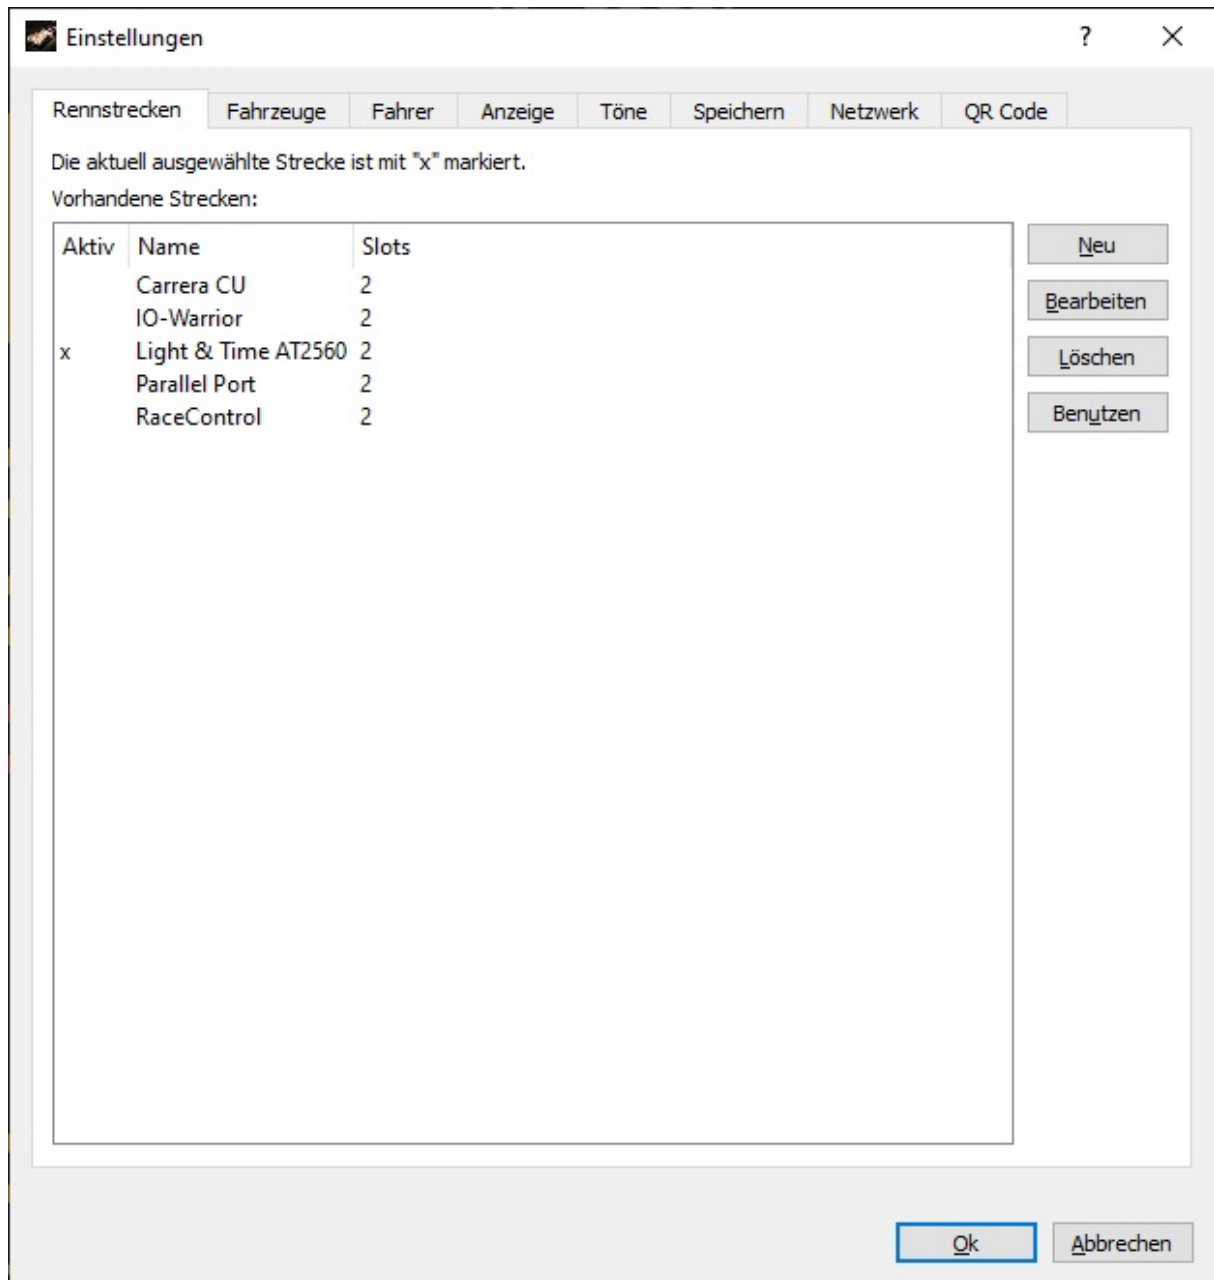 Einstellungen ?
Rennstrecken Fahrzeuge Fahrer Anzeige Töne Speichern Netzwerk QR Code
Die aktuell ausgewählte Strecke ist mit "x" markiert.
Vorhandene Strecken:
Aktiv Name Slots
Carrera CU 2
IO-Warrior 2
x Light & Time AT2560 2
Parallel Port 2
RaceControl 2
Neu
Bearbeiten
Löschen
Benutzen
Ok Abbrechen